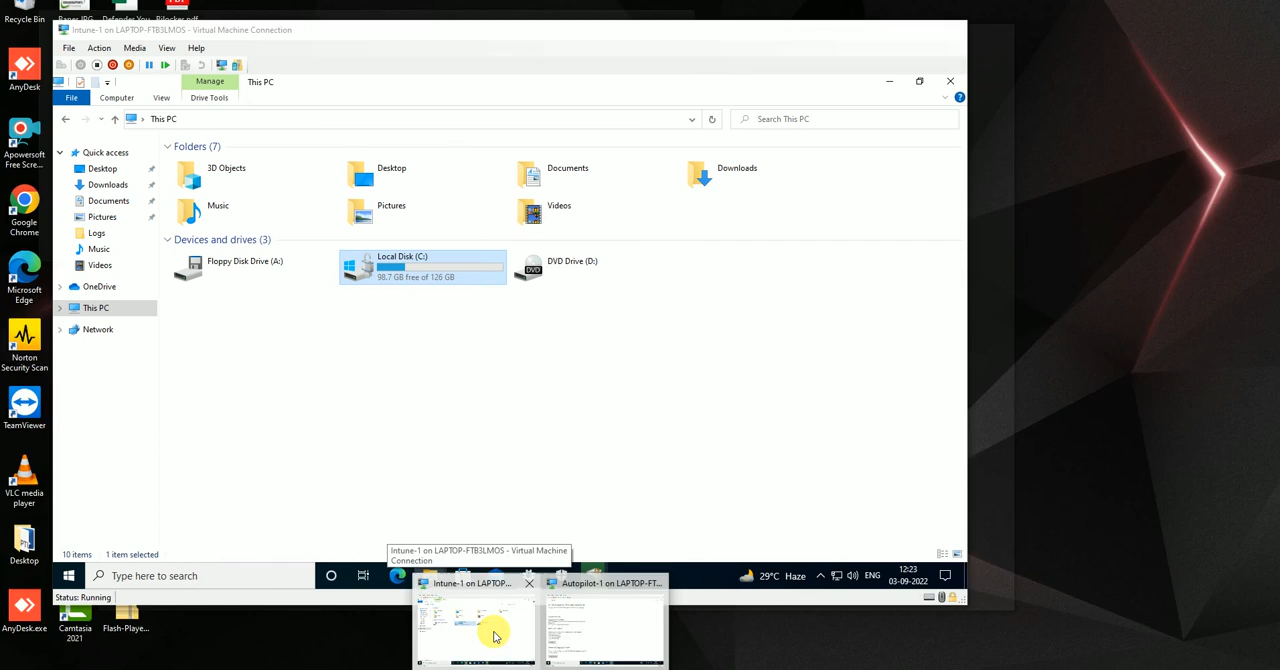 Recycle Bin
Defender You
Bitlocker.pdf
Intune-1 on LAPTOP-FTB3LMOS - Virtual Machine Connection
File Action Media View Help
Manage
This PC
File Computer View Drive Tools
This PC
Search This PC
Quick access
Desktop
Downloads
Documents
Pictures
Logs
Music
Videos
OneDrive
This PC
Network
Folders (7)
3D Objects
Desktop
Documents
Downloads
Music
Pictures
Videos
Devices and drives (3)
Floppy Disk Drive (A:)
Local Disk (C:)
98.7 GB free of 126 GB
DVD
DVD Drive (D:)
10 items
1 item selected
Type here to search
29°C Haze
ENG
12:23
03-09-2022
Status: Running
Intune-1 on LAPTOP-FTB3LMOS - Virtual Machine
Connection
Intune-1 on LAPTOP...
Autopilot-1 on LAPTOP-FT...
AnyDesk
Apowersoft
Free Scre...
Google
Chrome
Microsoft
Edge
Norton
Security Scan
TeamViewer
VLC media
player
Desktop
AnyDesk.exe
Camtasia
2021
Flash-Playe...